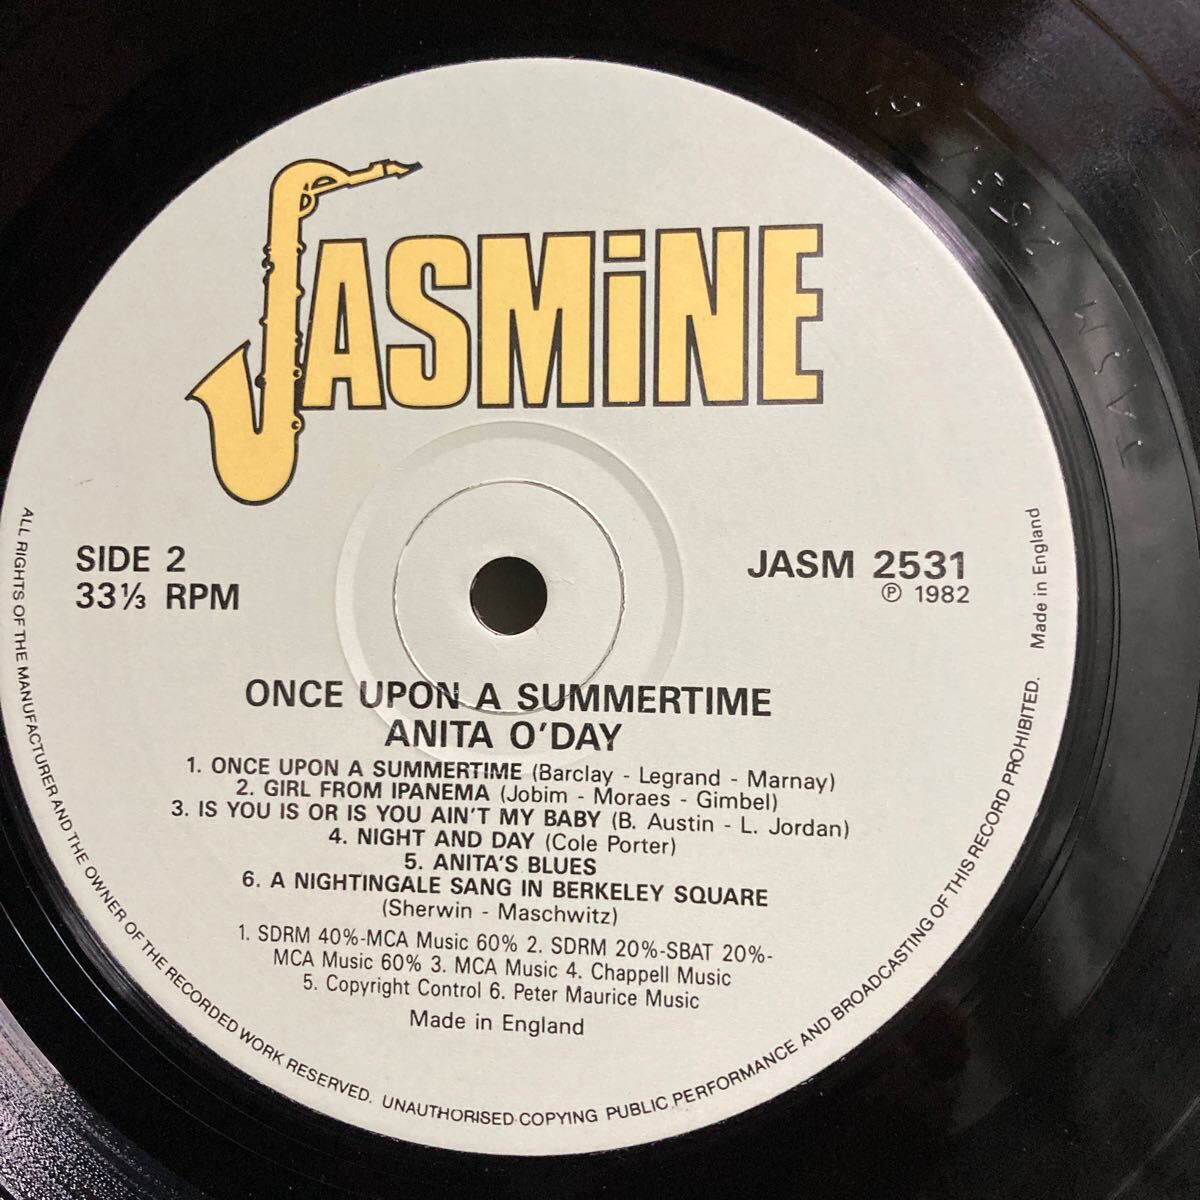 JASMiNE
SIDE 2
33⅓ RPM
JASM 2531
℗ 1982
ONCE UPON A SUMMERTIME
ANITA O'DAY
1. ONCE UPON A SUMMERTIME (Barclay - Legrand - Marnay)
2. GIRL FROM IPANEMA (Jobim - Moraes - Gimbel)
3. IS YOU IS OR IS YOU AIN'T MY BABY (B. Austin - L. Jordan)
4. NIGHT AND DAY (Cole Porter)
5. ANITA'S BLUES
6. A NIGHTINGALE SANG IN BERKELEY SQUARE
(Sherwin - Maschwitz)
1. SDRM 40%-MCA Music 60% 2. SDRM 20%-SBAT 20%-
MCA Music 60% 3. MCA Music 4. Chappell Music
5. Copyright Control 6. Peter Maurice Music
Made in England
ALL RIGHTS OF THE MANUFACTURER AND THE OWNER OF THE RECORDED WORK RESERVED. UNAUTHORISED COPYING PUBLIC PERFORMANCE AND BROADCASTING OF THIS RECORD PROHIBITED. Made in England